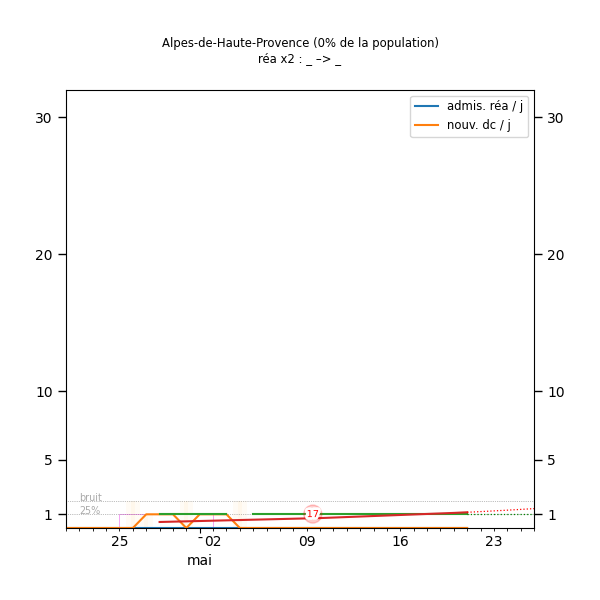 Alpes-de-Haute-Provence (0% de la population)
réa x2 : _ –> _
admis. réa / j
nouv. dc / j
30 30
20 20
10 10
5 5
bruit
25%
1 17 1
25 - 02 09 16 23
mai